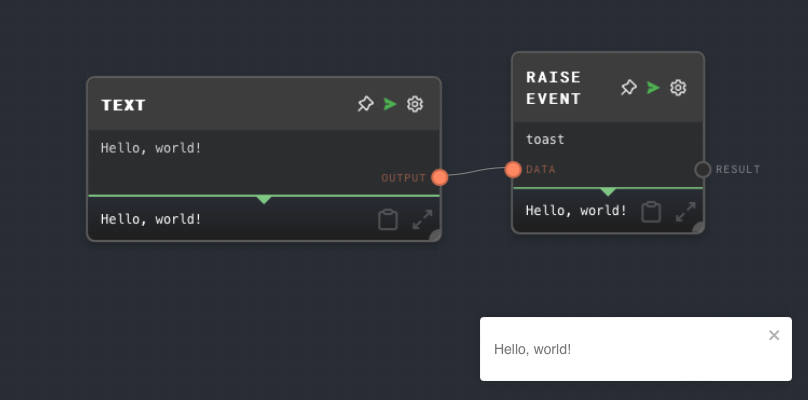 TEXT
Hello, world!
OUTPUT
Hello, world!
RAISE
EVENT
toast
DATA
RESULT
Hello, world!
Hello, world!